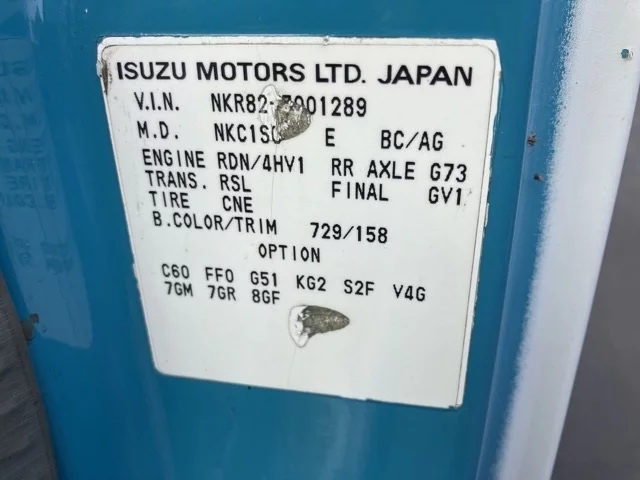 ISUZU MOTORS LTD. JAPAN
V.I.N. NKR82- 001289
M.D. E BC/AG
ENGINE RDN/4HV1 RR AXLE G73
TRANS. RSL FINAL GV1
TIRE CNE
B.COLOR/TRIM 729/158
OPTION
C60 FF0 G51 KG2 S2F V4G
7GM 7GR 8GF